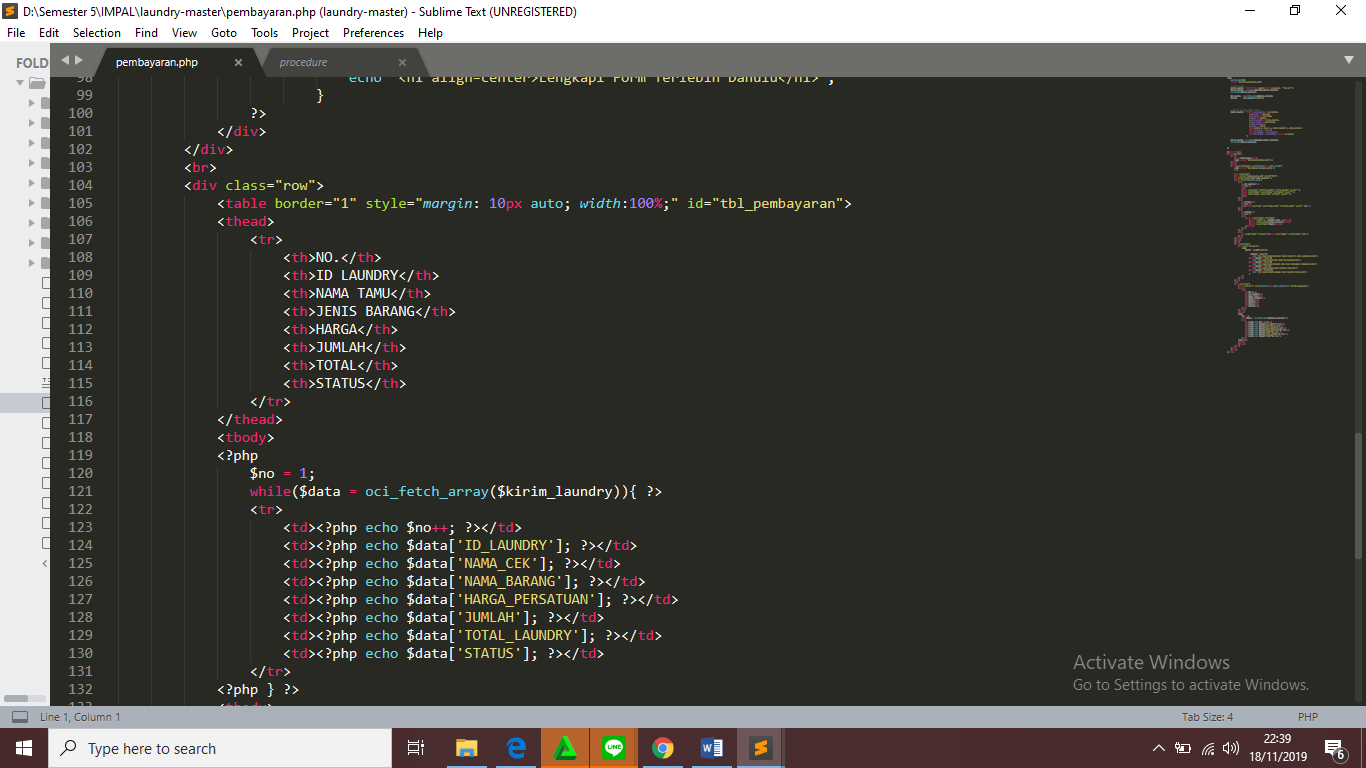 D:\Semester 5\IMPAL\laundry-master\pembayaran.php (laundry-master) - Sublime Text (UNREGISTERED)
File Edit Selection Find View Goto Tools Project Preferences Help
FOLD
pembayaran.php × procedure ×
99 }
100 ?>
101 </div>
102 </div>
103 <br>
104 <div class="row">
105 <table border="1" style="margin: 10px auto; width:100%;" id="tbl_pembayaran">
106 <thead>
107 <tr>
108 <th>NO.</th>
109 <th>ID LAUNDRY</th>
110 <th>NAMA TAMU</th>
111 <th>JENIS BARANG</th>
112 <th>HARGA</th>
113 <th>JUMLAH</th>
114 <th>TOTAL</th>
115 <th>STATUS</th>
116 </tr>
117 </thead>
118 <tbody>
119 <?php
120 $no = 1;
121 while($data = oci_fetch_array($kirim_laundry)){ ?>
122 <tr>
123 <td><?php echo $no++; ?></td>
124 <td><?php echo $data['ID_LAUNDRY']; ?></td>
125 <td><?php echo $data['NAMA_CEK']; ?></td>
126 <td><?php echo $data['NAMA_BARANG']; ?></td>
127 <td><?php echo $data['HARGA_PERSATUAN']; ?></td>
128 <td><?php echo $data['JUMLAH']; ?></td>
129 <td><?php echo $data['TOTAL_LAUNDRY']; ?></td>
130 <td><?php echo $data['STATUS']; ?></td>
131 </tr>
132 <?php } ?>
Activate Windows
Go to Settings to activate Windows.
Line 1, Column 1 Tab Size: 4 PHP
Type here to search
LINE
22:39
18/11/2019
6